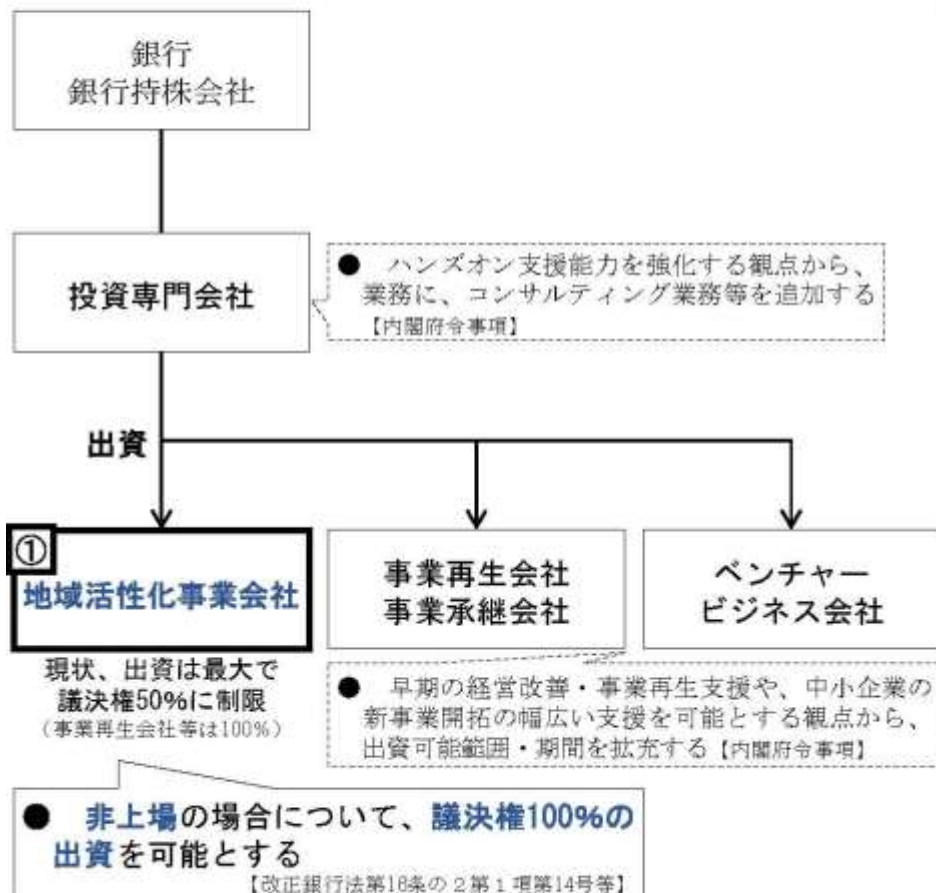 銀行
銀行持株会社
投資専門会社
● ハンズオン支援能力を強化する観点から、
業務に、コンサルティング業務等を追加する
【内閣府令事項】
出資
①
地域活性化事業会社
事業再生会社
事業承継会社
ベンチャー
ビジネス会社
現状、出資は最大で
議決権50%に制限
（事業再生会社等は100%）
● 早期の経営改善・事業再生支援や、中小企業の
新事業開拓の幅広い支援を可能とする観点から、
出資可能範囲・期間を拡充する【内閣府令事項】
● 非上場の場合について、議決権100%の
出資を可能とする
【改正銀行法第16条の２第１項第14号等】